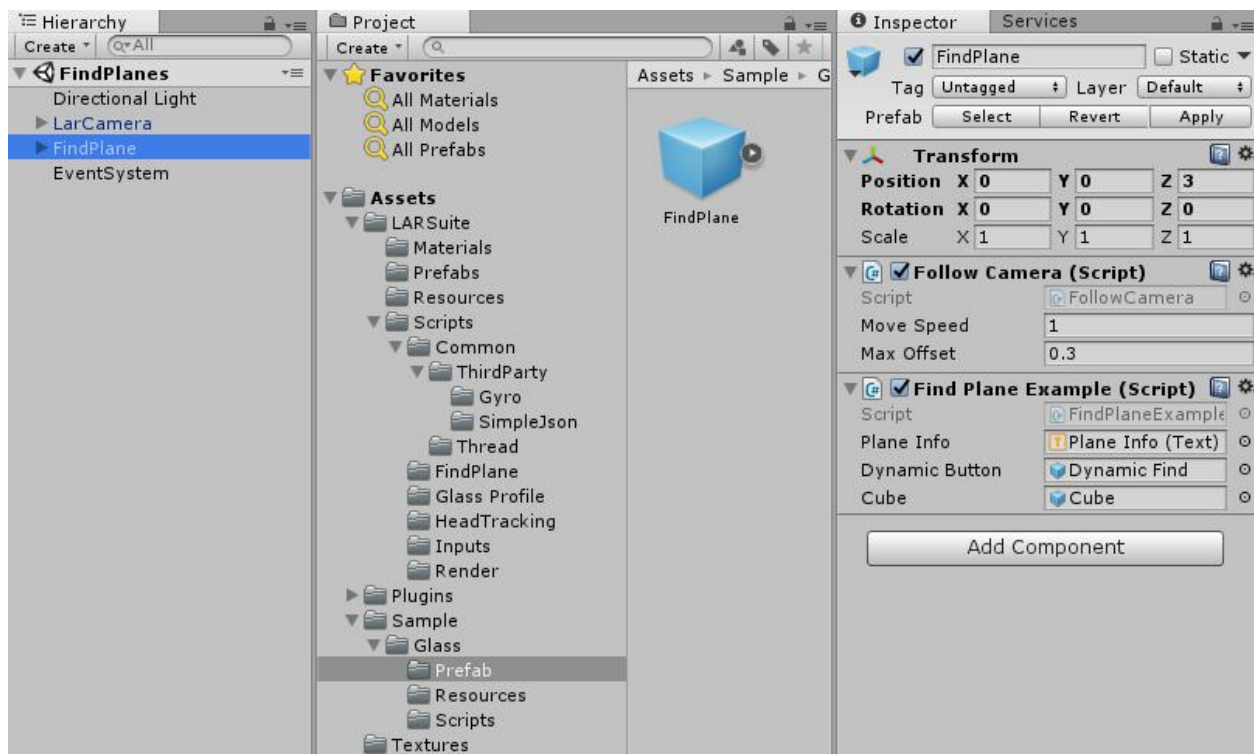 Hierarchy
Create
All
FindPlanes
Directional Light
LarCamera
FindPlane
EventSystem
Project
Create
Favorites
All Materials
All Models
All Prefabs
Assets
LARSuite
Materials
Prefabs
Resources
Scripts
Common
ThirdParty
Gyro
SimpleJson
Thread
FindPlane
Glass Profile
HeadTracking
Inputs
Render
Plugins
Sample
Glass
Prefab
Resources
Scripts
Textures
Assets Sample G
FindPlane
Inspector Services
FindPlane Static
Tag Untagged Layer Default
Prefab Select Revert Apply
Transform
Position X 0 Y 0 Z 3
Rotation X 0 Y 0 Z 0
Scale X 1 Y 1 Z 1
Follow Camera (Script)
Script FollowCamera
Move Speed 1
Max Offset 0.3
Find Plane Example (Script)
Script FindPlaneExample
Plane Info Plane Info (Text)
Dynamic Button Dynamic Find
Cube Cube
Add Component